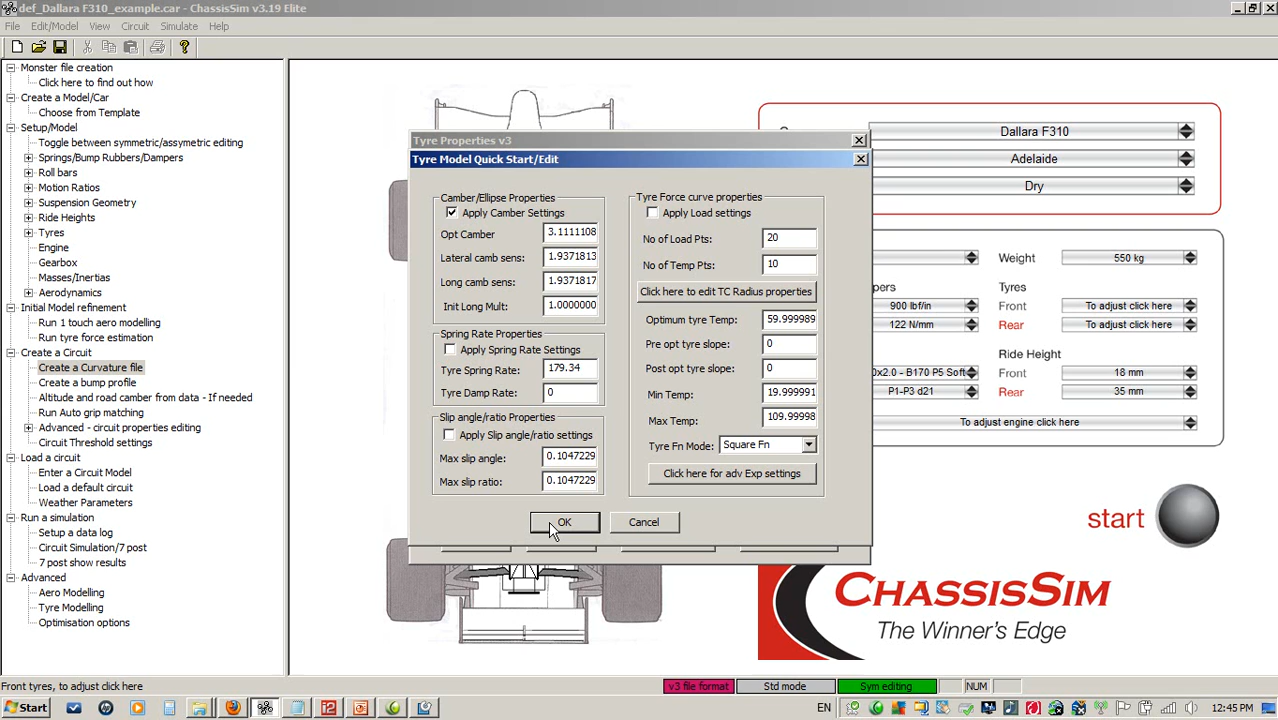 def_Dallara F310_example.car - ChassisSim v3.19 Elite
File Edit/Model View Circuit Simulate Help
Monster file creation
Click here to find out how
Create a Model/Car
Choose from Template
Setup/Model
Toggle between symmetric/assymetric editing
Springs/Bump Rubbers/Dampers
Roll bars
Motion Ratios
Suspension Geometry
Ride Heights
Tyres
Engine
Gearbox
Masses/Inertias
Aerodynamics
Initial Model refinement
Run 1 touch aero modelling
Run tyre force estimation
Create a Circuit
Create a Curvature file
Create a bump profile
Altitude and road camber from data - If needed
Run Auto grip matching
Advanced - circuit properties editing
Circuit Threshold settings
Load a circuit
Enter a Circuit Model
Load a default circuit
Weather Parameters
Run a simulation
Setup a data log
Circuit Simulation/7 post
7 post show results
Advanced
Aero Modelling
Tyre Modelling
Optimisation options
Tyre Properties v3
Tyre Model Quick Start/Edit
Camber/Ellipse Properties
Apply Camber Settings
Opt Camber 3.1111108
Lateral camb sens: 1.9371813
Long camb sens: 1.9371817
Init Long Mult: 1.0000000
Spring Rate Properties
Apply Spring Rate Settings
Tyre Spring Rate: 179.34
Tyre Damp Rate: 0
Slip angle/ratio Properties
Apply Slip angle/ratio settings
Max slip angle: 0.1047229
Max slip ratio: 0.1047229
Tyre Force curve properties
Apply Load settings
No of Load Pts: 20
No of Temp Pts: 10
Click here to edit TC Radius properties
Optimum tyre Temp: 59.999989
Pre opt tyre slope: 0
Post opt tyre slope: 0
Min Temp: 19.999991
Max Temp: 109.99998
Tyre Fn Mode: Square Fn
Click here for adv Exp settings
OK Cancel
Dallara F310
Adelaide
Dry
Weight 550 kg
pers Tyres
900 lbf/in Front To adjust click here
122 N/mm Rear To adjust click here
Ride Height
0x2.0 - B170 P5 Soft Front 18 mm
P1-P3 d21 Rear 35 mm
To adjust engine click here
start
ChassisSim
The Winner's Edge
Front tyres, to adjust click here
v3 file format Std mode Sym editing NUM
Start EN 12:45 PM